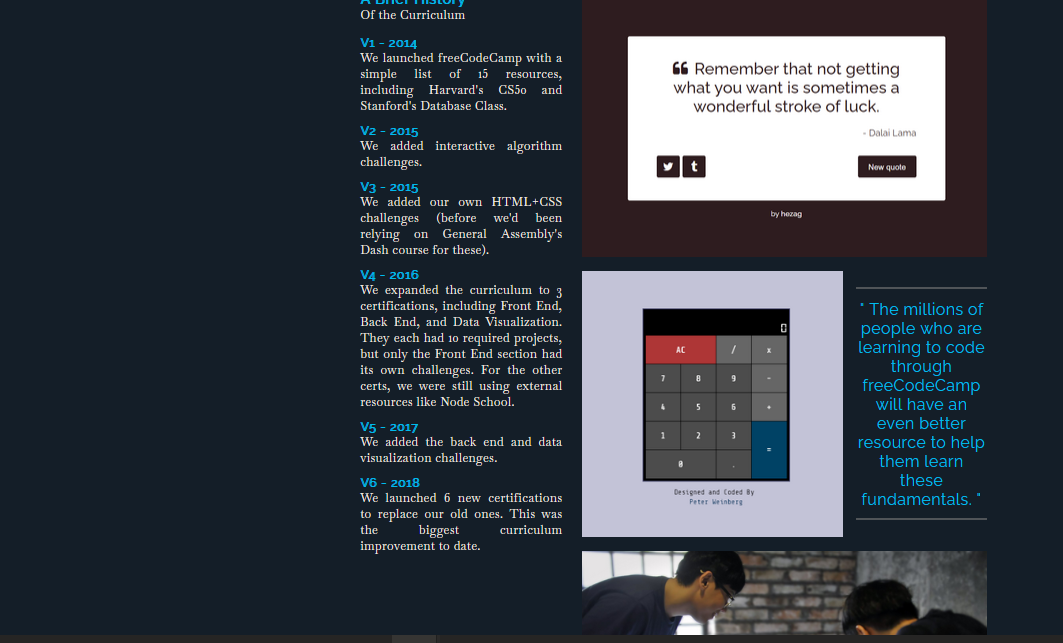 A Brief History
Of the Curriculum
V1 - 2014
We launched freeCodeCamp with a
simple list of 15 resources,
including Harvard's CS50 and
Stanford's Database Class.
V2 - 2015
We added interactive algorithm
challenges.
V3 - 2015
We added our own HTML+CSS
challenges (before we'd been
relying on General Assembly's
Dash course for these).
V4 - 2016
We expanded the curriculum to 3
certifications, including Front End,
Back End, and Data Visualization.
They each had 10 required projects,
but only the Front End section had
its own challenges. For the other
certs, we were still using external
resources like Node School.
V5 - 2017
We added the back end and data
visualization challenges.
V6 - 2018
We launched 6 new certifications
to replace our old ones. This was
the biggest curriculum
improvement to date.
“ Remember that not getting
what you want is sometimes a
wonderful stroke of luck.
- Dalai Lama
New quote
by hezag
0
AC / x
7 8 9 -
4 5 6 +
1 2 3 =
0 .
Designed and Coded By
Peter Weinberg
" The millions of
people who are
learning to code
through
freeCodeCamp
will have an
even better
resource to help
them learn
these
fundamentals. "